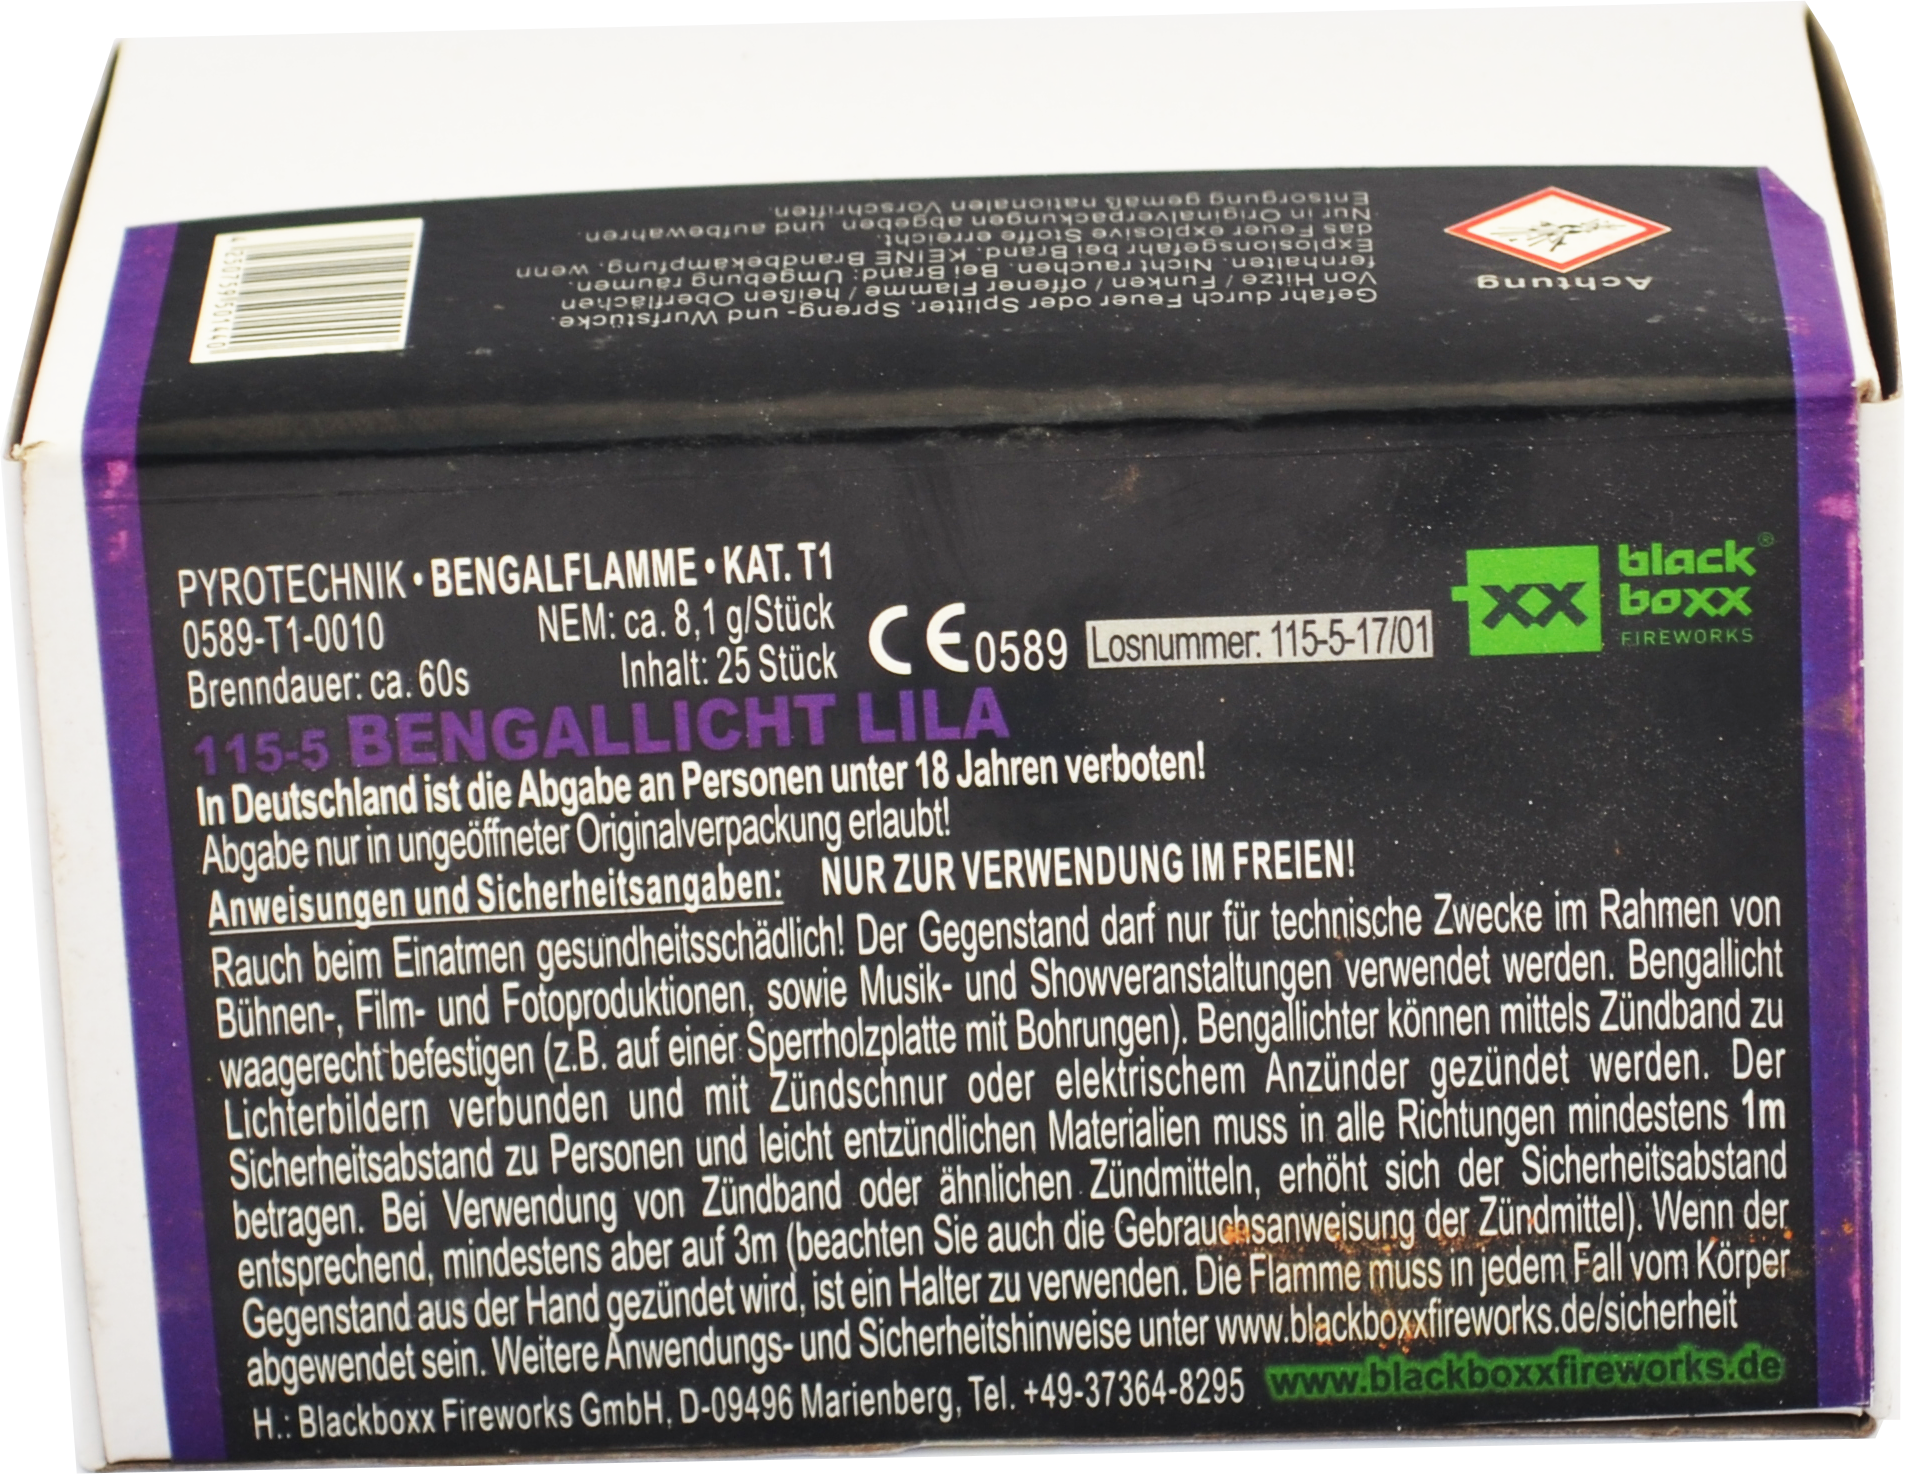 Achtung
Gefahr durch Feuer oder Splitter, Spreng- und Wurfstücke.
Von Hitze / Funken / offener Flamme / heißen Oberflächen
fernhalten. Nicht rauchen. Bei Brand: Umgebung räumen.
Explosionsgefahr bei Brand. KEINE Brandbekämpfung, wenn
das Feuer explosive Stoffe erreicht.
Nur in Originalverpackungen abgeben und aufbewahren.
Entsorgung gemäß nationalen Vorschriften.
PYROTECHNIK • BENGALFLAMME • KAT. T1
0589-T1-0010 NEM: ca. 8,1 g/Stück
Brenndauer: ca. 60s Inhalt: 25 Stück
CE 0589
Losnummer: 115-5-17/01
XX
black
boxx®
FIREWORKS
115-5 BENGALLICHT LILA
In Deutschland ist die Abgabe an Personen unter 18 Jahren verboten!
Abgabe nur in ungeöffneter Originalverpackung erlaubt!
Anweisungen und Sicherheitsangaben: NUR ZUR VERWENDUNG IM FREIEN!
Rauch beim Einatmen gesundheitsschädlich! Der Gegenstand darf nur für technische Zwecke im Rahmen von
Bühnen-, Film- und Fotoproduktionen, sowie Musik- und Showveranstaltungen verwendet werden. Bengallicht
waagerecht befestigen (z.B. auf einer Sperrholzplatte mit Bohrungen). Bengallichter können mittels Zündband zu
Lichterbildern verbunden und mit Zündschnur oder elektrischem Anzünder gezündet werden. Der
Sicherheitsabstand zu Personen und leicht entzündlichen Materialien muss in alle Richtungen mindestens 1m
betragen. Bei Verwendung von Zündband oder ähnlichen Zündmitteln, erhöht sich der Sicherheitsabstand
entsprechend, mindestens aber auf 3m (beachten Sie auch die Gebrauchsanweisung der Zündmittel). Wenn der
Gegenstand aus der Hand gezündet wird, ist ein Halter zu verwenden. Die Flamme muss in jedem Fall vom Körper
abgewendet sein. Weitere Anwendungs- und Sicherheitshinweise unter www.blackboxxfireworks.de/sicherheit
H.: Blackboxx Fireworks GmbH, D-09496 Marienberg, Tel. +49-37364-8295 www.blackboxxfireworks.de